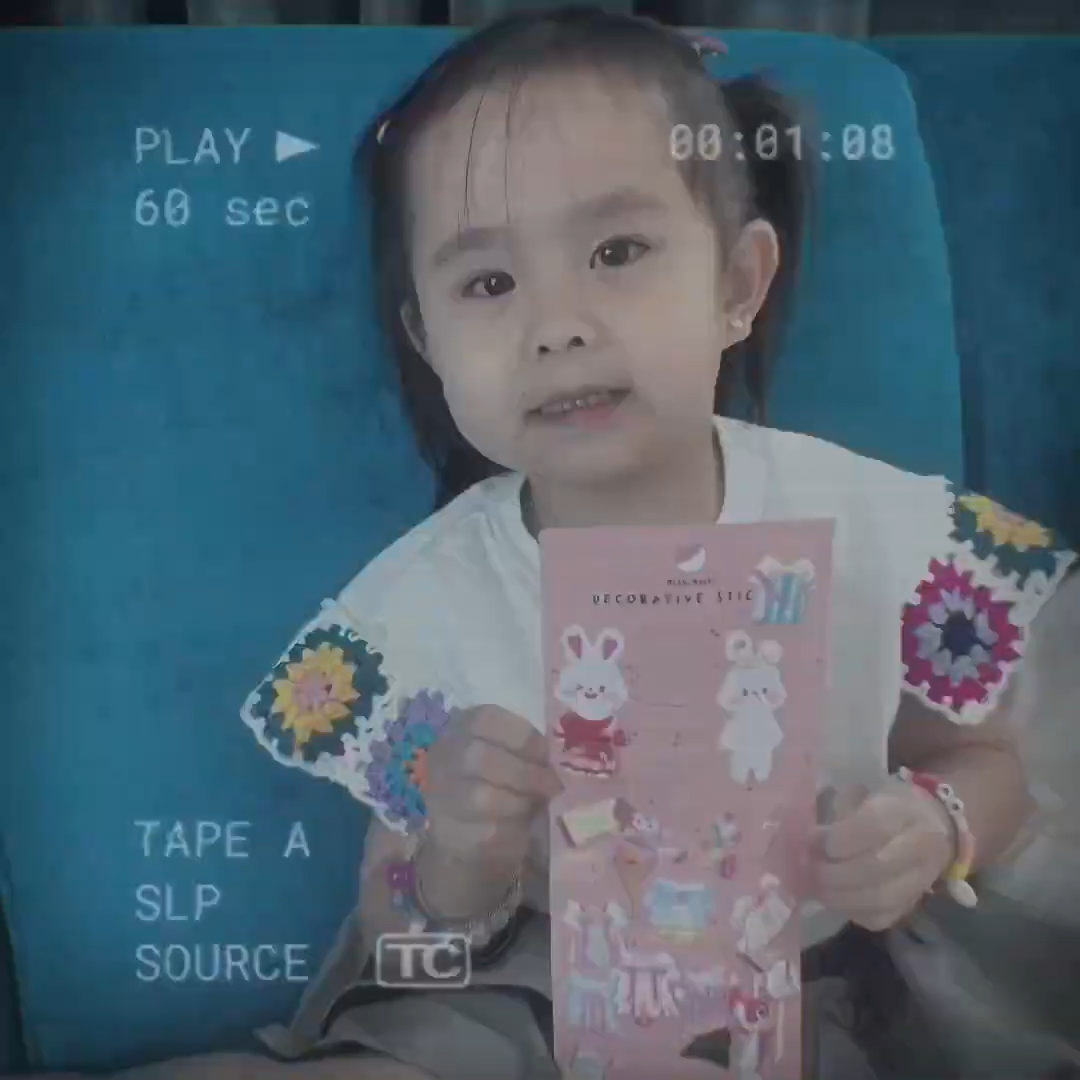 PLAY ▶
00:01:08
60 sec
DECORATIVE STIC
TAPE A
SLP
SOURCE TC